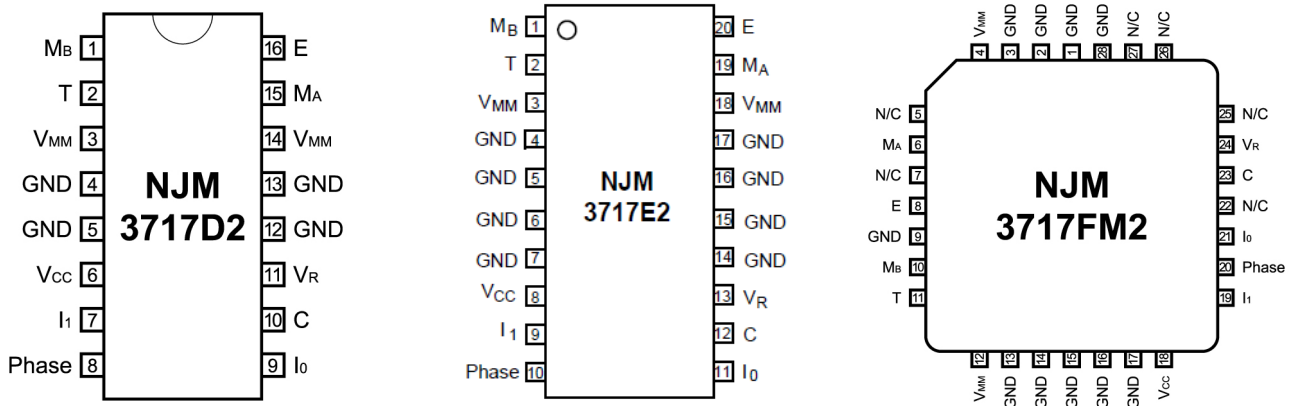 MB 1
T 2
VMM 3
GND 4
GND 5
VCC 6
I1 7
Phase 8
16 E
15 MA
14 VMM
13 GND
12 GND
11 VR
10 C
9 I0
NJM
3717D2
MB 1
T 2
VMM 3
GND 4
GND 5
GND 6
GND 7
VCC 8
I1 9
Phase 10
20 E
19 MA
18 VMM
17 GND
16 GND
15 GND
14 GND
13 VR
12 C
11 I0
NJM
3717E2
VMM 4
GND 3
GND 2
GND 1
GND 28
N/C 27
N/C 26
N/C 5
MA 6
N/C 7
E 8
GND 9
MB 10
T 11
25 N/C
24 VR
23 C
22 N/C
21 I0
20 Phase
19 I1
NJM
3717FM2
12 VMM
13 GND
14 GND
15 GND
16 GND
17 GND
18 VCC